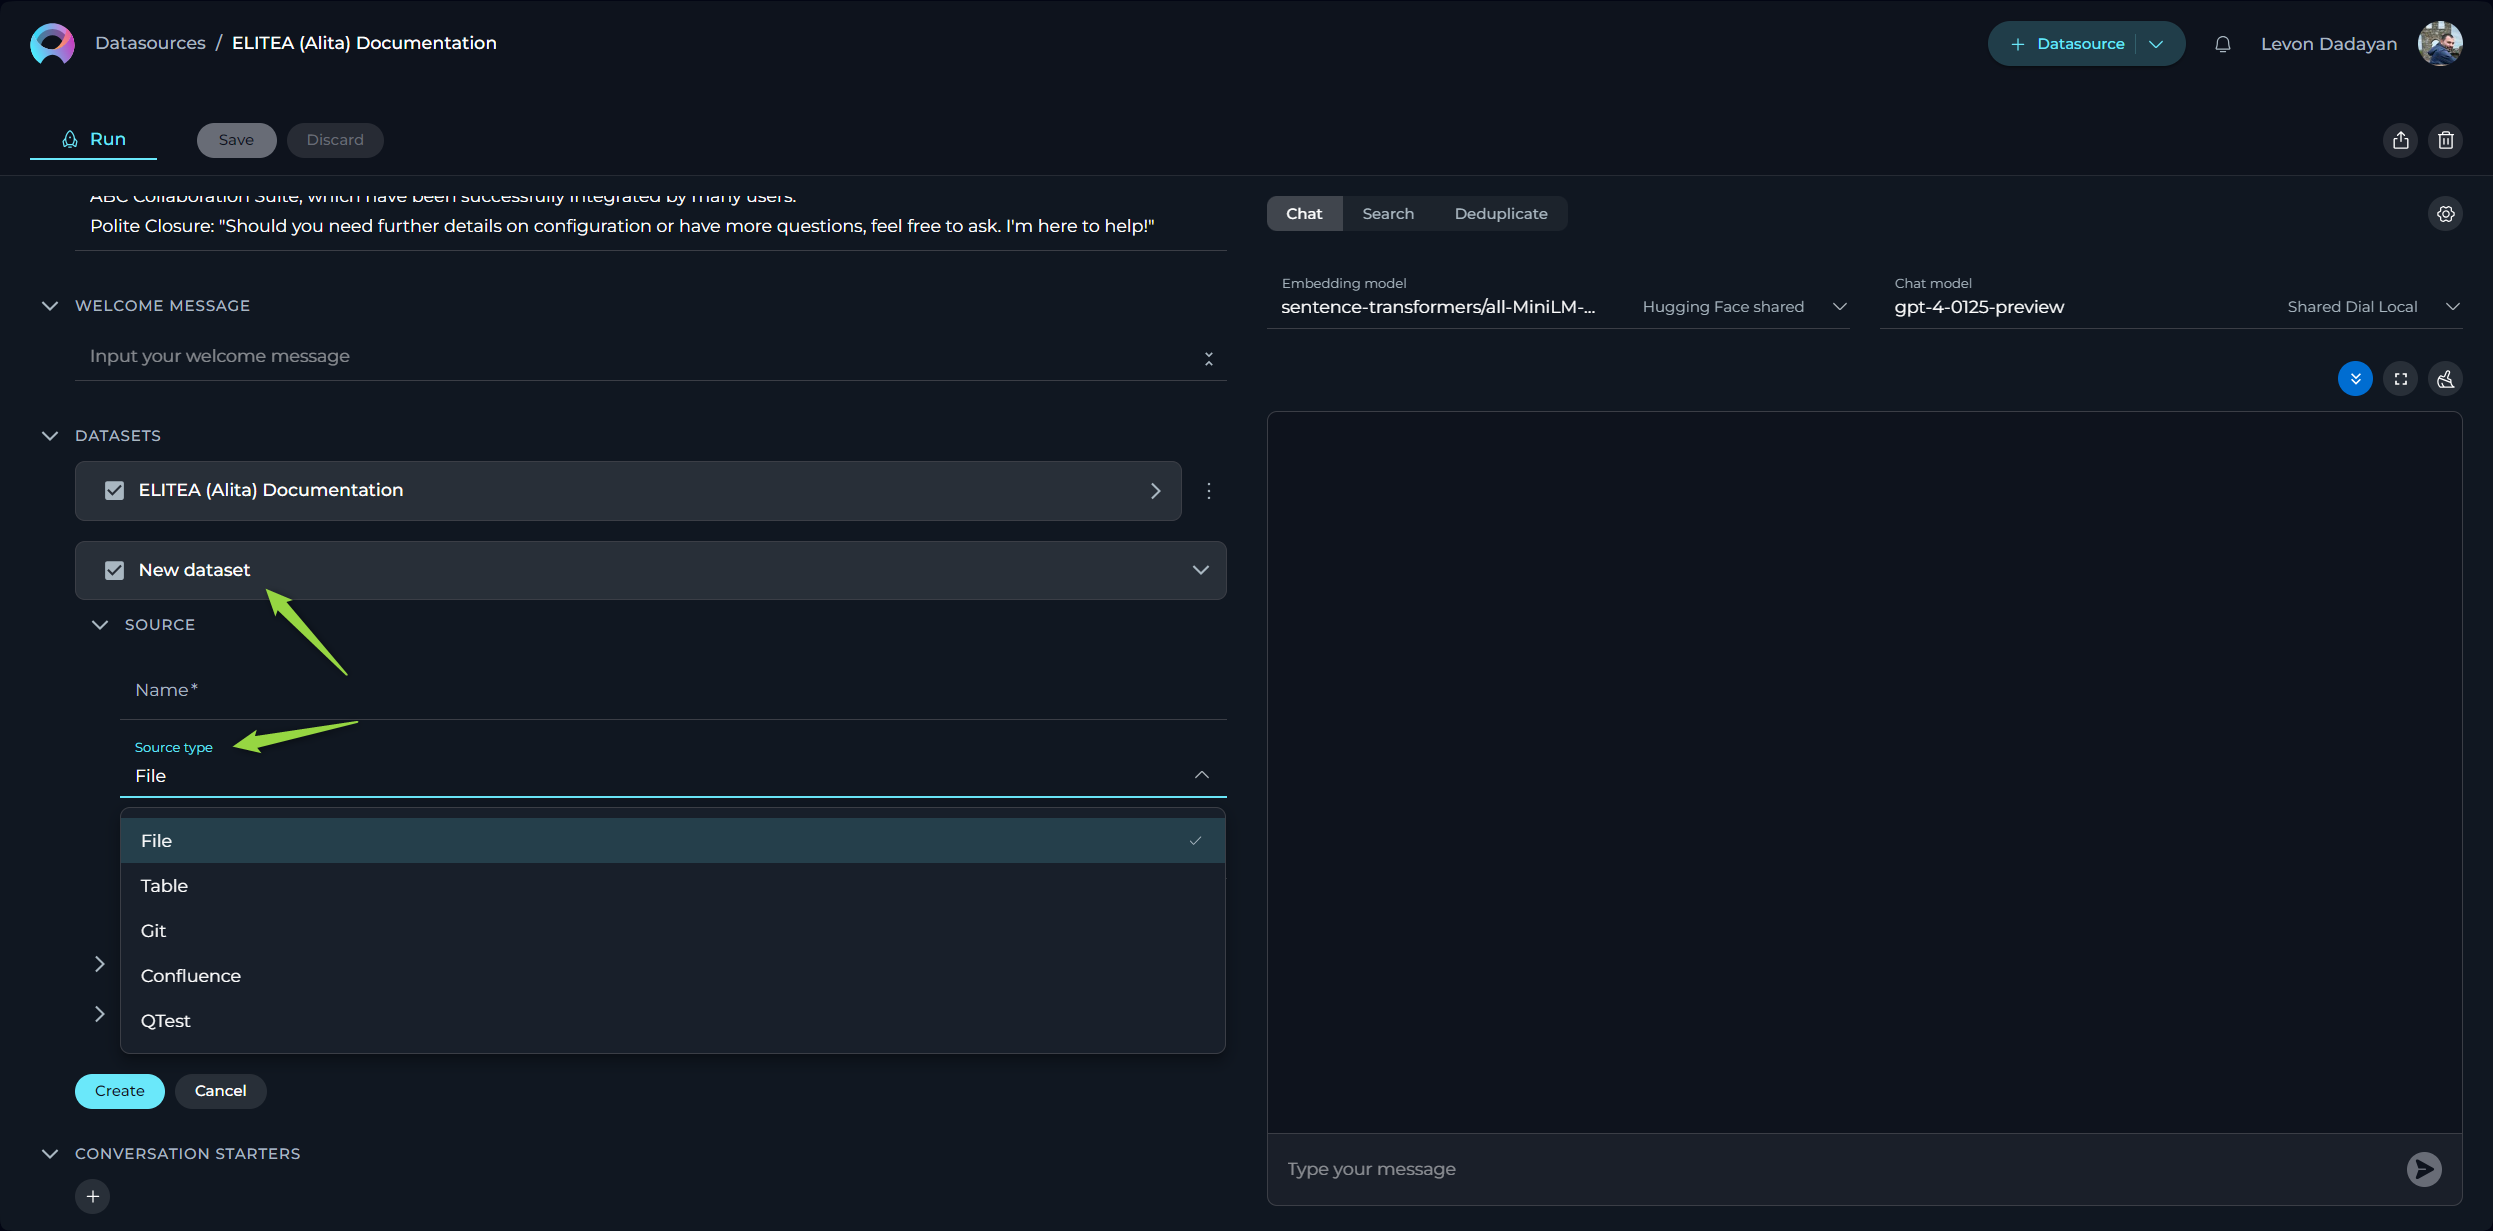 Datasources / ELITEA (Alita) Documentation
+ Datasource
Levon Dadayan
Run
Save
Discard
ABC Collaboration Suite, which have been successfully integrated by many users.
Polite Closure: "Should you need further details on configuration or have more questions, feel free to ask. I'm here to help!"
WELCOME MESSAGE
Input your welcome message
DATASETS
ELITEA (Alita) Documentation
New dataset
SOURCE
Name*
Source type
File
File
Table
Git
Confluence
QTest
Create
Cancel
CONVERSATION STARTERS
Chat
Search
Deduplicate
Embedding model
sentence-transformers/all-MiniLM-... Hugging Face shared
Chat model
gpt-4-0125-preview Shared Dial Local
Type your message